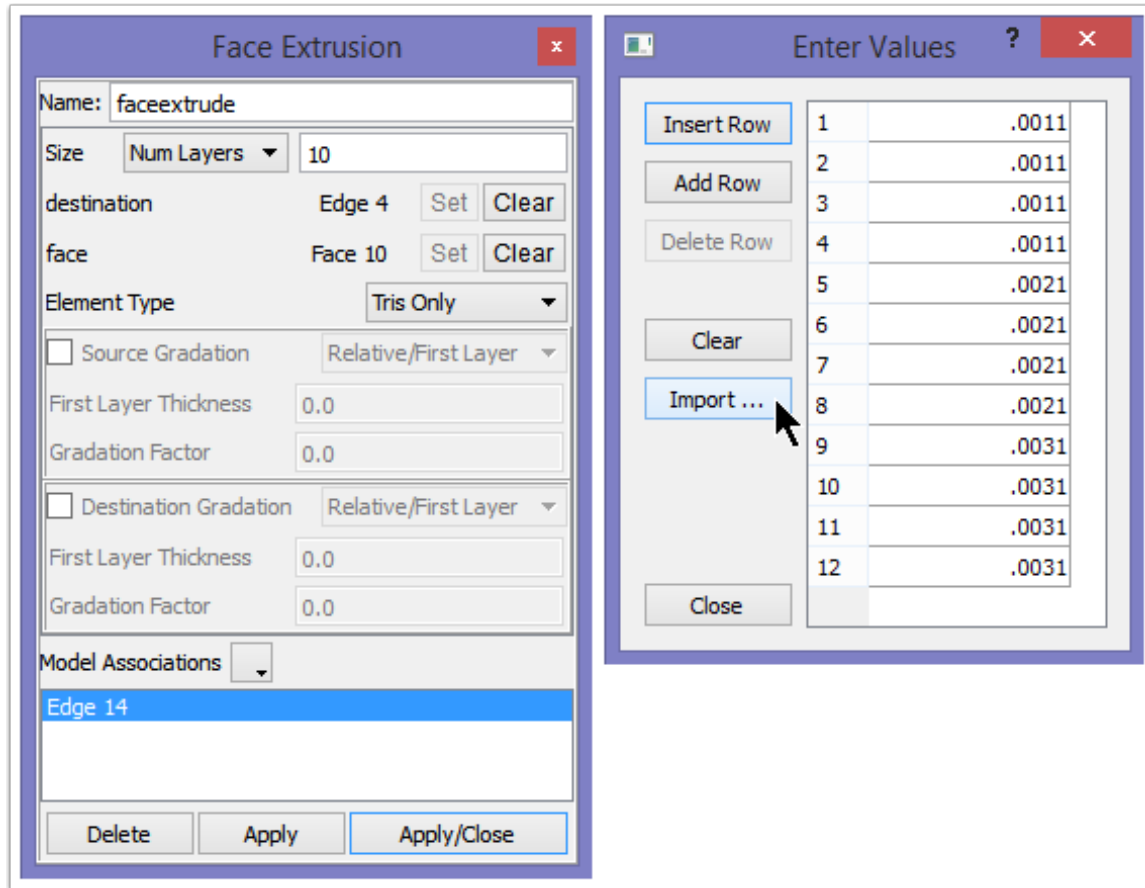 Face Extrusion x
Name: faceextrude
Size Num Layers 10
destination Edge 4 Set Clear
face Face 10 Set Clear
Element Type Tris Only
Source Gradation Relative/First Layer
First Layer Thickness 0.0
Gradation Factor 0.0
Destination Gradation Relative/First Layer
First Layer Thickness 0.0
Gradation Factor 0.0
Model Associations
Edge 14
Delete Apply Apply/Close
Enter Values ? x
Insert Row
Add Row
Delete Row
Clear
Import ...
Close
1 .0011
2 .0011
3 .0011
4 .0011
5 .0021
6 .0021
7 .0021
8 .0021
9 .0031
10 .0031
11 .0031
12 .0031